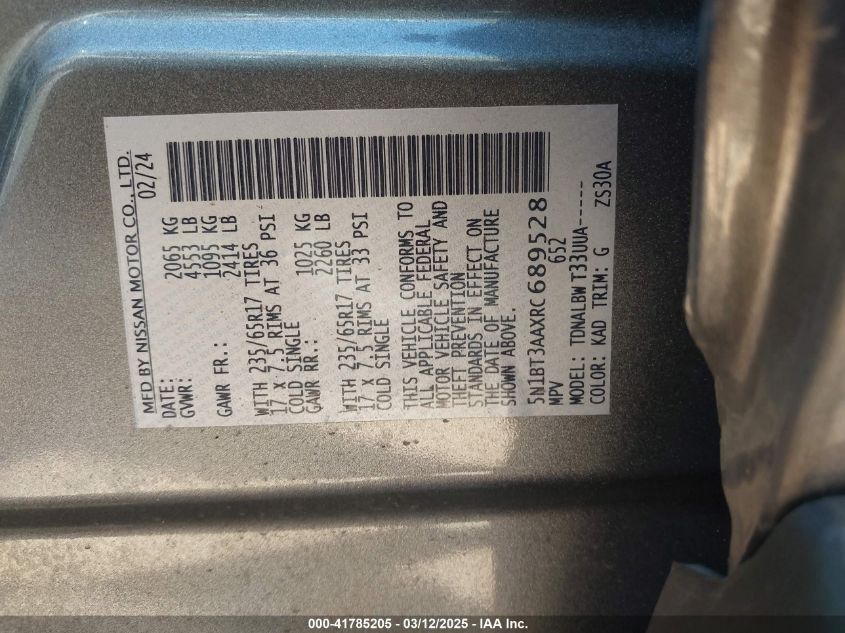 MFD BY NISSAN MOTOR CO., LTD.
DATE: 02/24
GVWR: 2065 KG
4553 LB
GAWR FR.: 1095 KG
2414 LB
WITH 235/65R17 TIRES
17 X 7.5 RIMS AT 36 PSI
COLD SINGLE
GAWR RR.: 1025 KG
2260 LB
WITH 235/65R17 TIRES
17 X 7.5 RIMS AT 33 PSI
COLD SINGLE
THIS VEHICLE CONFORMS TO
ALL APPLICABLE FEDERAL
MOTOR VEHICLE SAFETY AND
THEFT PREVENTION
STANDARDS IN EFFECT ON
THE DATE OF MANUFACTURE
SHOWN ABOVE.
5N1BT3AAXRC689528
MPV 652
MODEL: TDNALBW T33UUA------
COLOR: KAD TRIM: G ZS30A
000-41785205 - 03/12/2025 - IAA Inc.